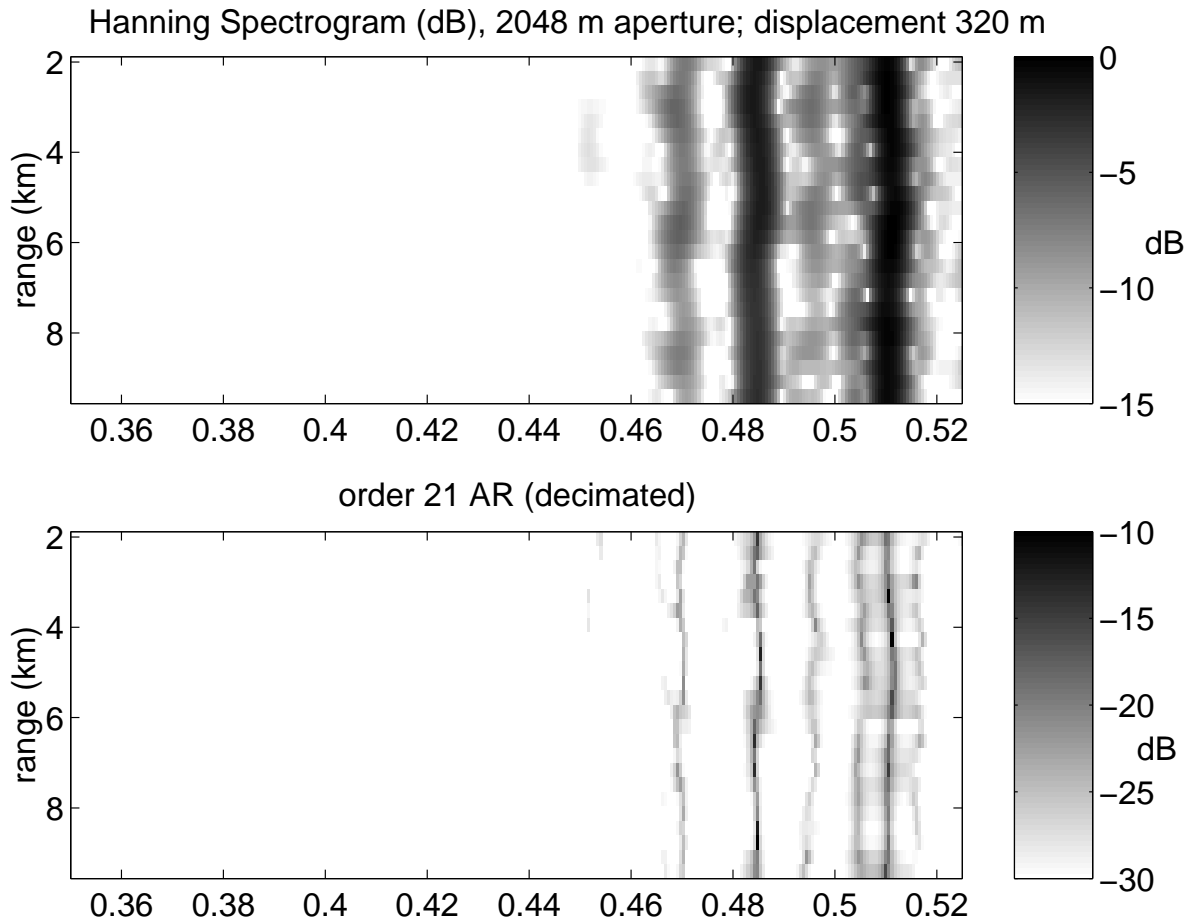 Hanning Spectrogram (dB), 2048 m aperture; displacement 320 m
2
4
6
8
range (km)
0.36 0.38 0.4 0.42 0.44 0.46 0.48 0.5 0.52
0
−5
−10
−15
dB
order 21 AR (decimated)
2
4
6
8
range (km)
0.36 0.38 0.4 0.42 0.44 0.46 0.48 0.5 0.52
−10
−15
−20
−25
−30
dB